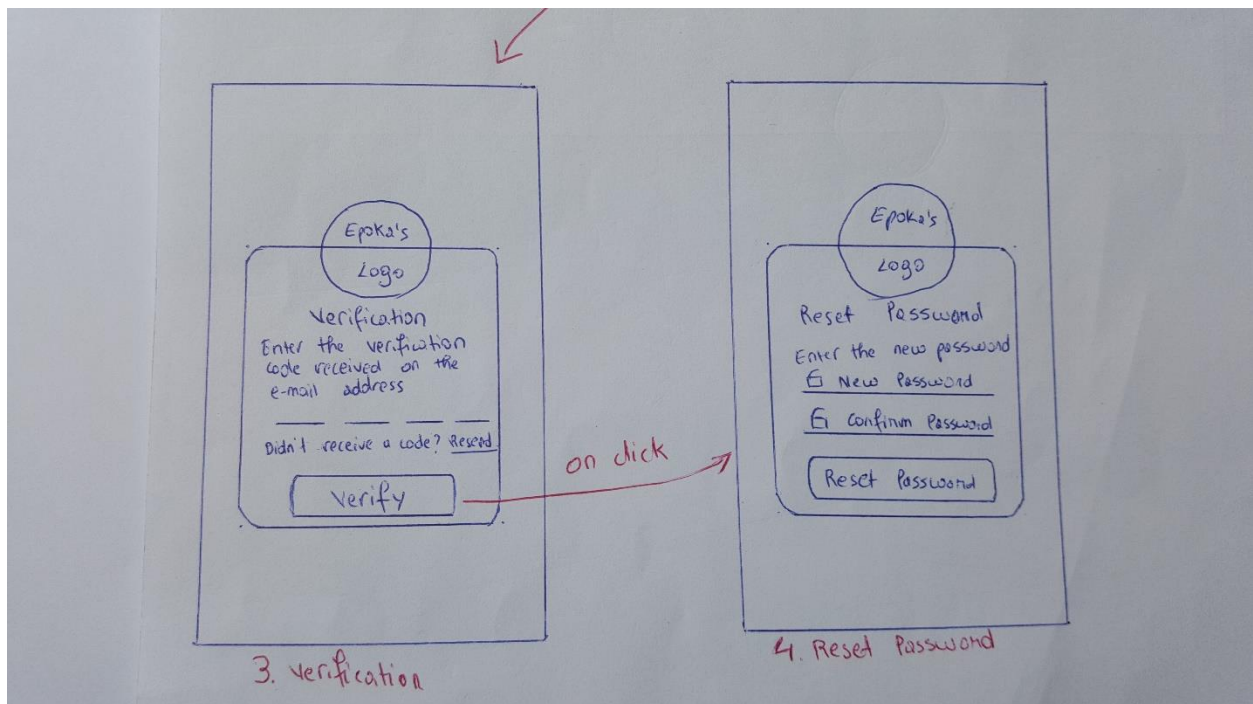 Epoka's
Logo
Verification
Enter the verification
code received on the
e-mail address
Didn't receive a code? Resend
Verify
3. Verification
on click
Epoka's
Logo
Reset Password
Enter the new password
New Password
Confirm Password
Reset Password
4. Reset Password